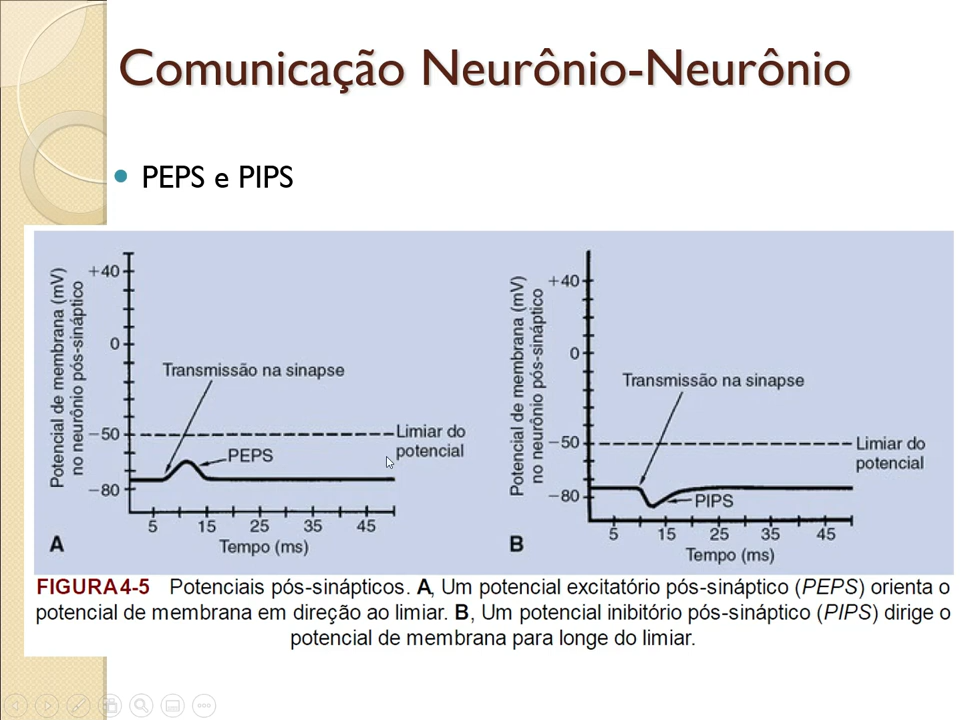 Comunicação Neurônio-Neurônio
PEPS e PIPS
Potencial de membrana (mV)
no neurônio pós-sináptico
+40
0
−50
−80
Transmissão na sinapse
Limiar do
potencial
PEPS
5 15 25 35 45
Tempo (ms)
A
Potencial de membrana (mV)
no neurônio pós-sináptico
+40
0
−50
−80
Transmissão na sinapse
Limiar do
potencial
PIPS
5 15 25 35 45
Tempo (ms)
B
FIGURA 4-5 Potenciais pós-sinápticos. A, Um potencial excitatório pós-sináptico (PEPS) orienta o
potencial de membrana em direção ao limiar. B, Um potencial inibitório pós-sináptico (PIPS) dirige o
potencial de membrana para longe do limiar.